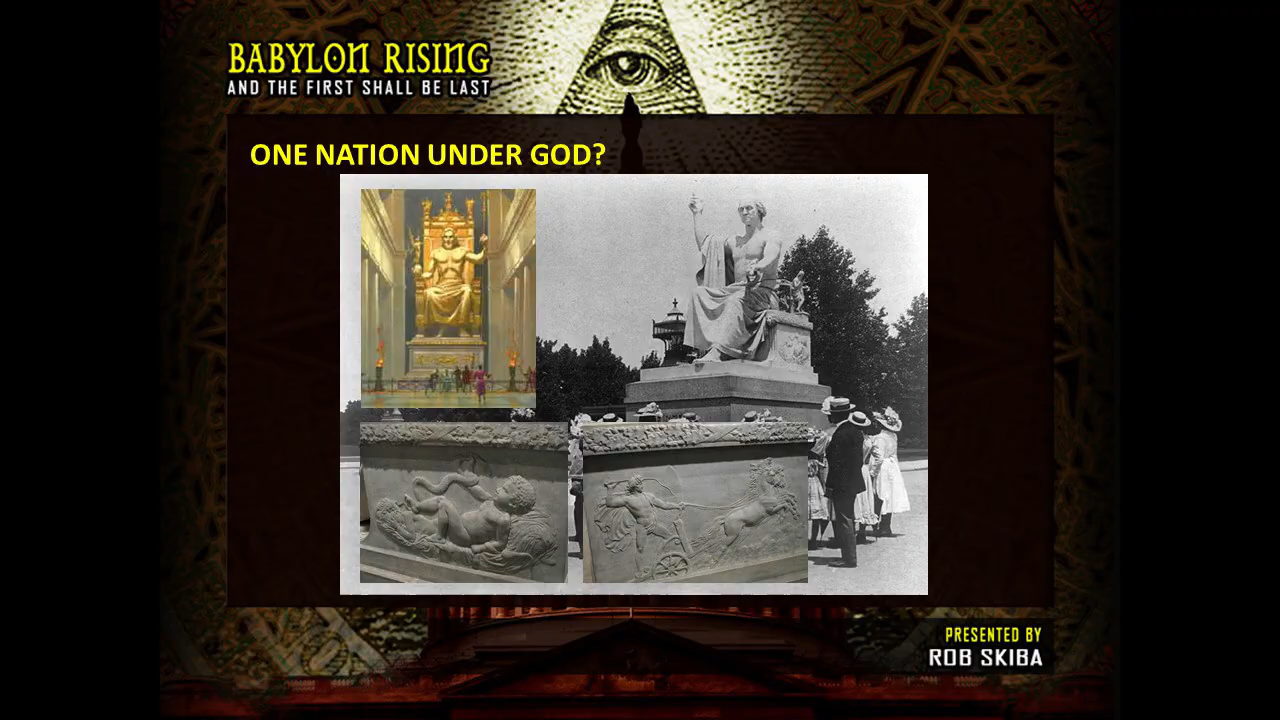 BABYLON RISING
AND THE FIRST SHALL BE LAST
ONE NATION UNDER GOD?
PRESENTED BY
ROB SKIBA